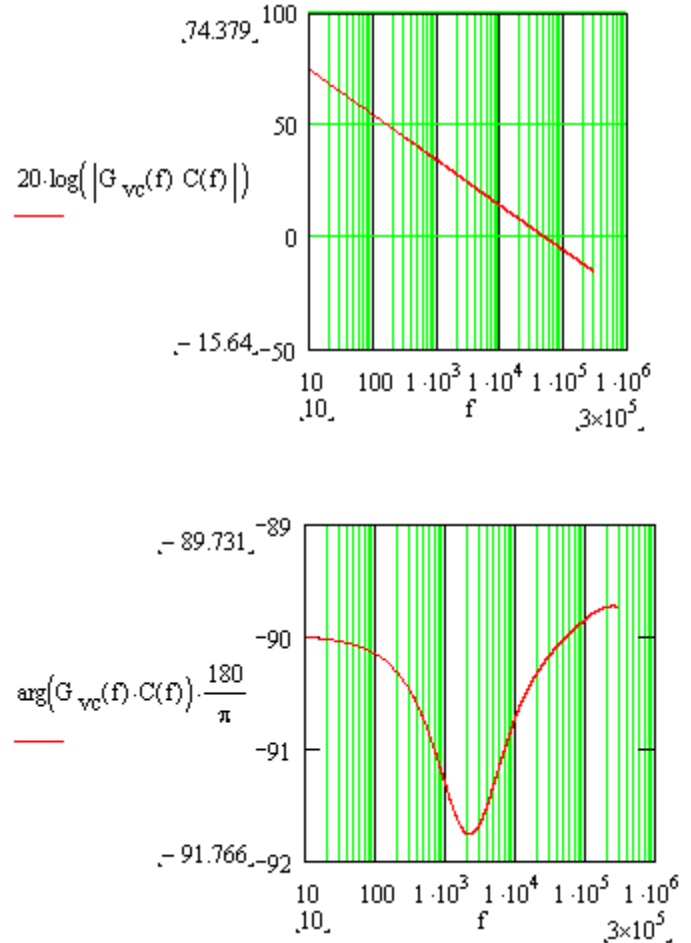 100
74.379
50
20·log(|G vc(f) C(f)|)
0
− 15.64
−50
10 100 1·10³ 1·10⁴ 1·10⁵ 1·10⁶
10 f 3×10⁵
−89
− 89.731
−90
arg(G vc(f)·C(f))·180/π
−91
− 91.766
−92
10 100 1·10³ 1·10⁴ 1·10⁵ 1·10⁶
10 f 3×10⁵